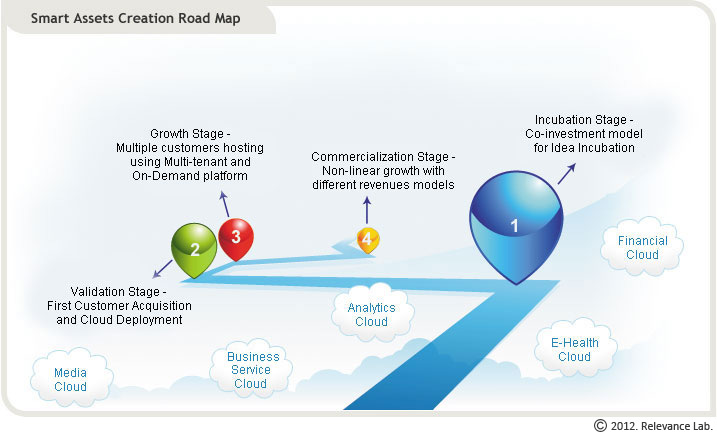 Smart Assets Creation Road Map
Incubation Stage -
Co-investment model
for Idea Incubation
Growth Stage -
Multiple customers hosting
using Multi-tenant and
On-Demand platform
Commercialization Stage -
Non-linear growth with
different revenues models
1
2
3
4
Financial
Cloud
Validation Stage -
First Customer Acquisition
and Cloud Deployment
Analytics
Cloud
E-Health
Cloud
Business
Service
Cloud
Media
Cloud
© 2012. Relevance Lab.